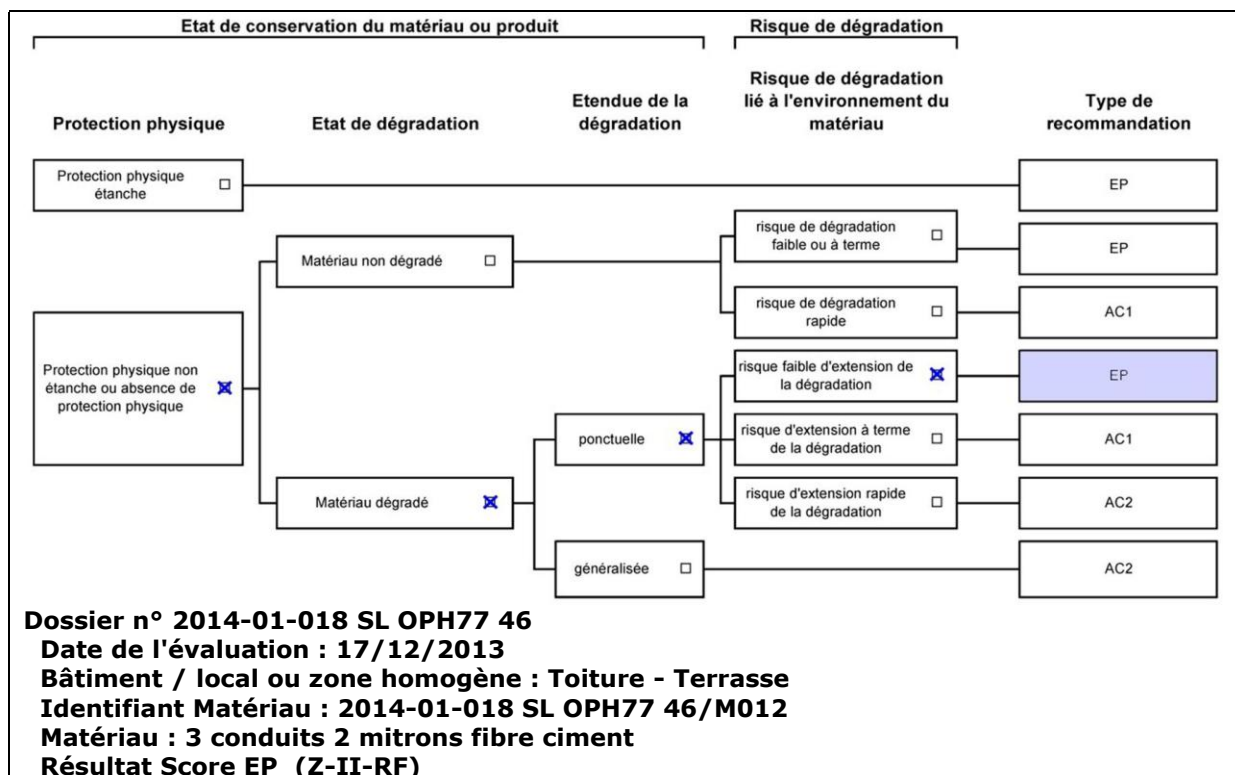 Etat de conservation du matériau ou produit
Risque de dégradation
Protection physique
Etat de dégradation
Etendue de la
dégradation
Risque de dégradation
lié à l'environnement du
matériau
Type de
recommandation
Protection physique
étanche
EP
Matériau non dégradé
risque de dégradation
faible ou à terme
EP
risque de dégradation
rapide
AC1
Protection physique non
étanche ou absence de
protection physique
risque faible d'extension de
la dégradation
EP
ponctuelle
risque d'extension à terme
de la dégradation
AC1
Matériau dégradé
risque d'extension rapide
de la dégradation
AC2
généralisée
AC2
Dossier n° 2014-01-018 SL OPH77 46
Date de l'évaluation : 17/12/2013
Bâtiment / local ou zone homogène : Toiture - Terrasse
Identifiant Matériau : 2014-01-018 SL OPH77 46/M012
Matériau : 3 conduits 2 mitrons fibre ciment
Résultat Score EP (Z-II-RF)